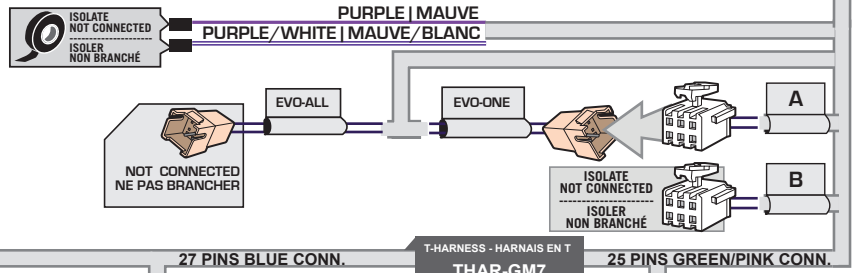 ISOLATE
NOT CONNECTED
ISOLER
NON BRANCHÉ
PURPLE | MAUVE
PURPLE/WHITE | MAUVE/BLANC
EVO-ALL
EVO-ONE
A
NOT CONNECTED
NE PAS BRANCHER
ISOLATE
NOT CONNECTED
ISOLER
NON BRANCHÉ
B
27 PINS BLUE CONN.
T-HARNESS - HARNAIS EN T
THAR-GM7
25 PINS GREEN/PINK CONN.